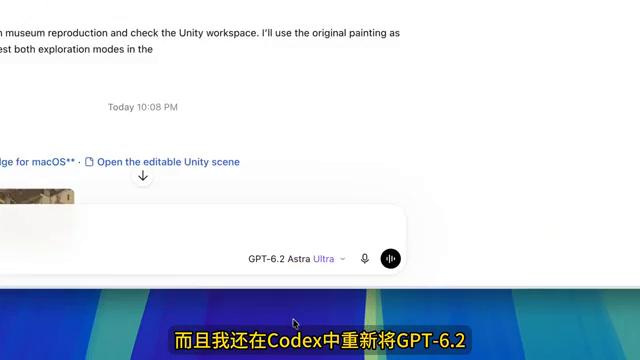 museum reproduction and check the Unity workspace. I'll use the original painting as
est both exploration modes in the
Today 10:08 PM
dge for macOS** · Open the editable Unity scene
GPT-6.2 Astra Ultra
而且我还在Codex中重新将GPT-6.2